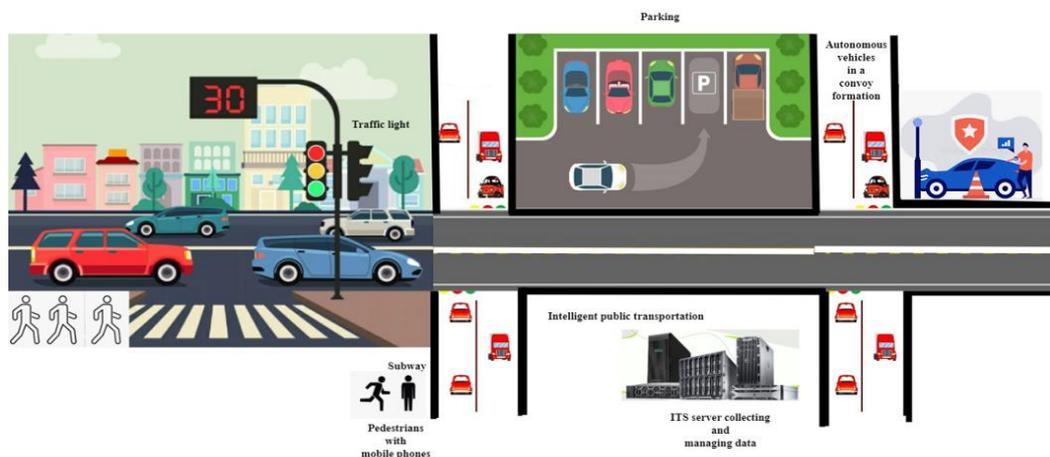 Parking
Autonomous
vehicles
in a
convoy
formation
30
Traffic light
P
Intelligent public transportation
Subway
ITS server collecting
and
managing data
Pedestrians
with
mobile phones